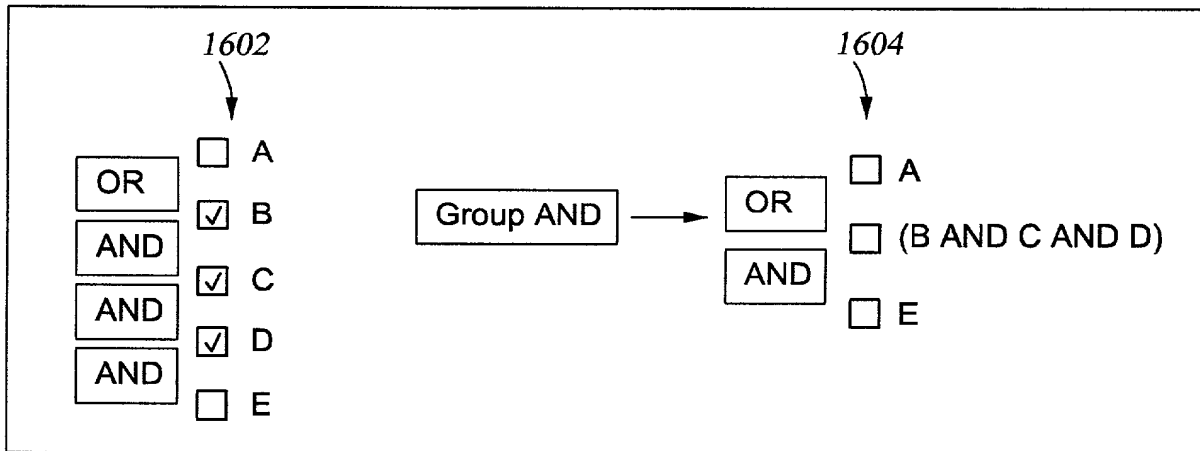 1602
1604
A
OR
B
AND
C
AND
D
AND
E
Group AND
A
OR
(B AND C AND D)
AND
E